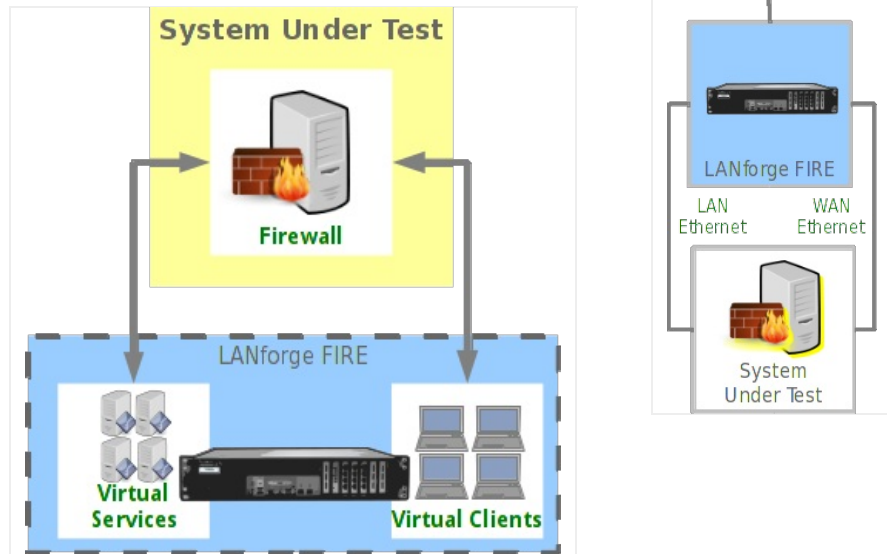 System Under Test
Firewall
LANforge FIRE
Virtual
Services
Virtual Clients
LANforge FIRE
LAN
Ethernet
WAN
Ethernet
System
Under Test